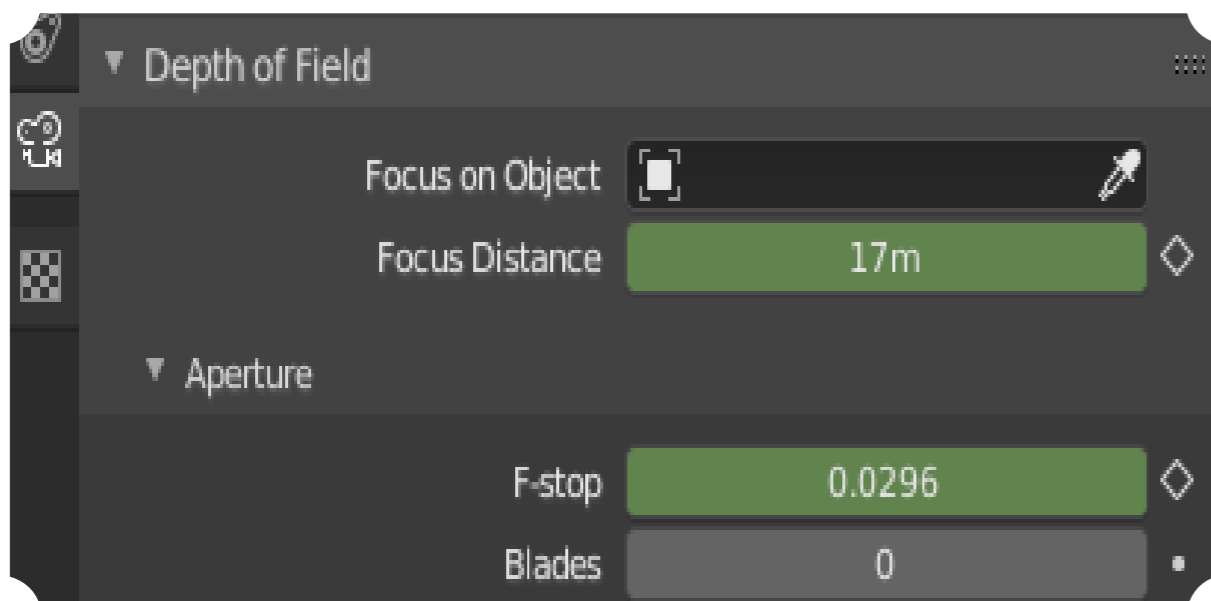 Depth of Field
Focus on Object
Focus Distance 17m
Aperture
F-stop 0.0296
Blades 0